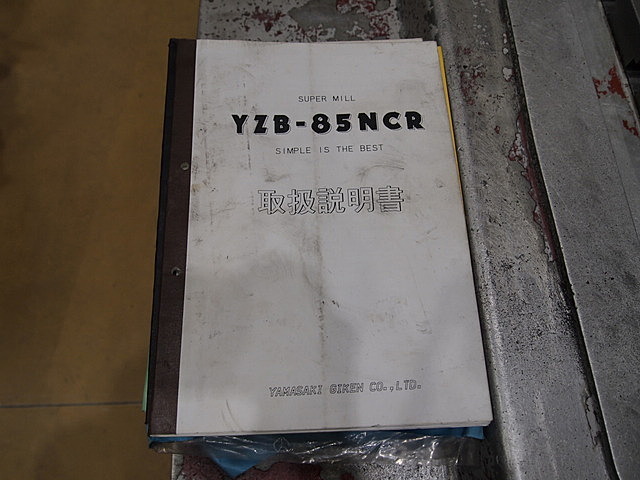 SUPER MILL
YZB-85NCR
SIMPLE IS THE BEST
取扱説明書
YAMASAKI GIKEN CO.,LTD.